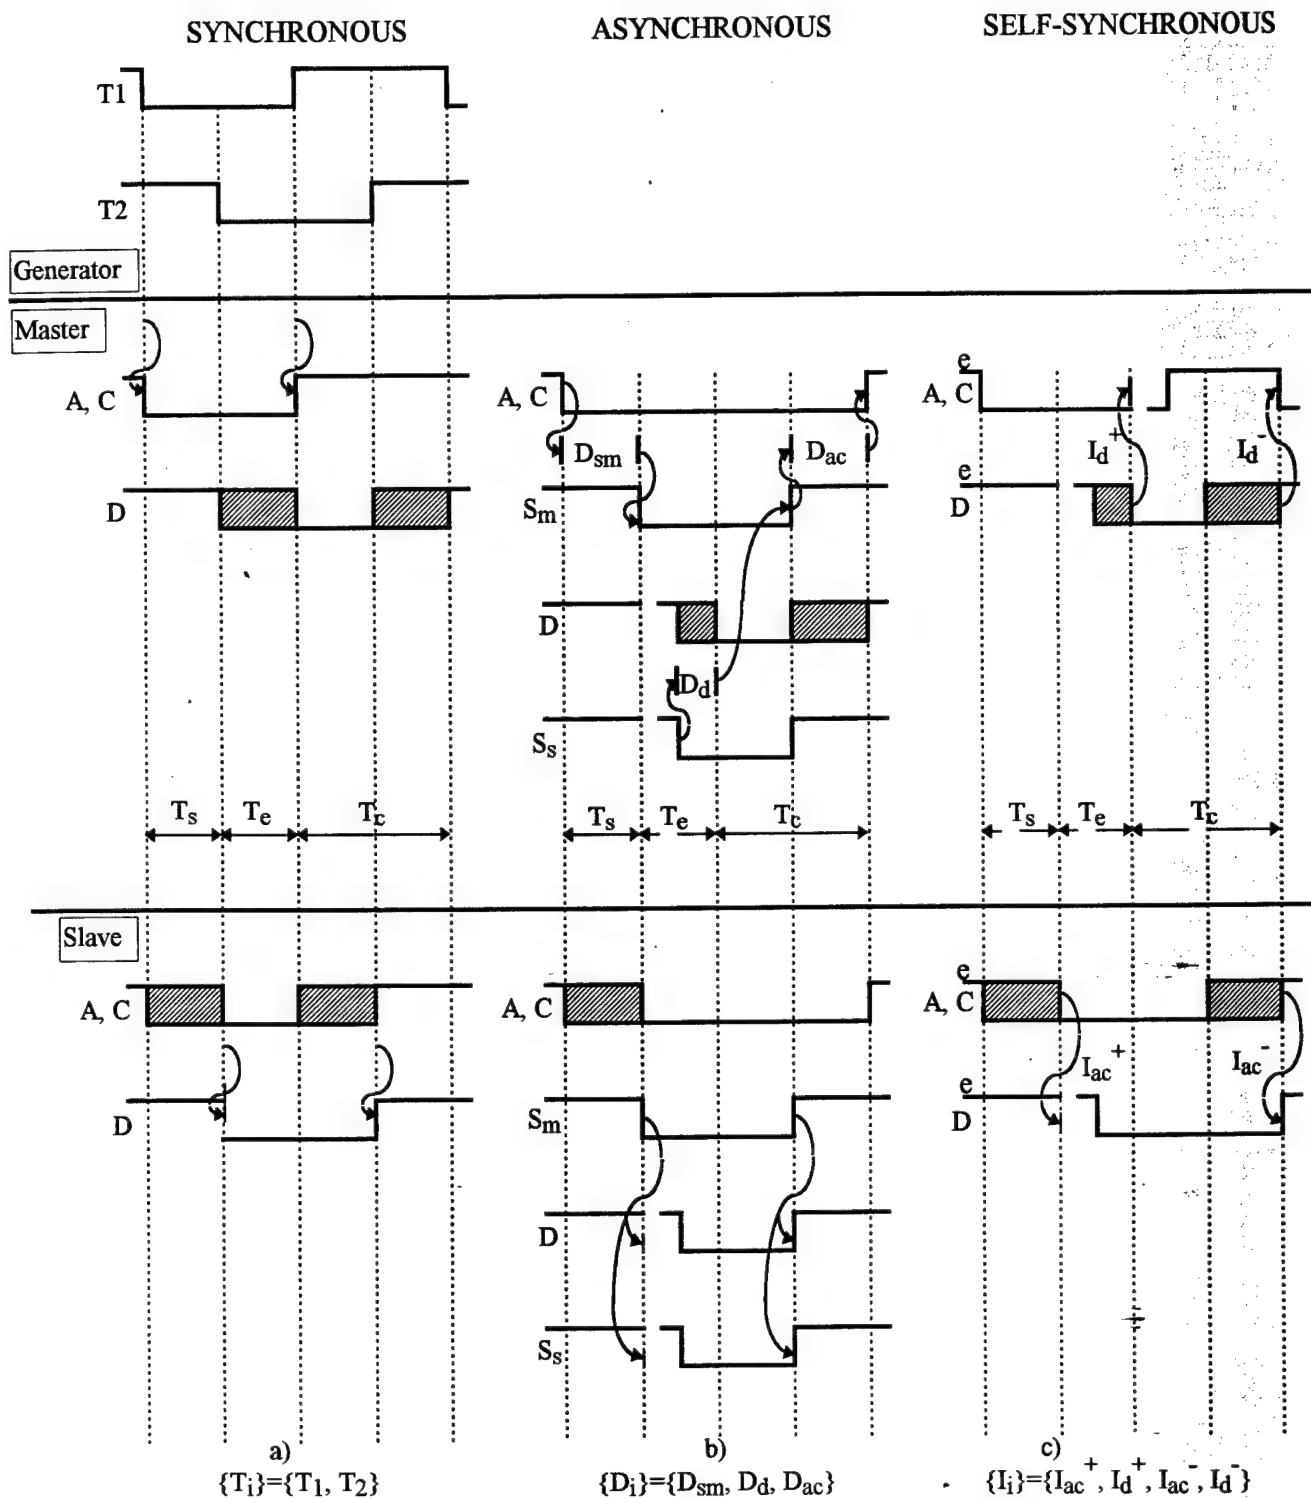 SYNCHRONOUS ASYNCHRONOUS SELF-SYNCHRONOUS
T1
T2
Generator
Master
A, C A, C e A, C
Dsm Dac Id+ Id-
D Sm e D
D
Dd
Ss
Ts Te Tc Ts Te Tc Ts Te Tc
Slave
A, C A, C e A, C
Iac+ Iac-
D Sm e D
D
Ss
a) b) c)
{Ti}={T1, T2} {Di}={Dsm, Dd, Dac} {Ii}={Iac+, Id+, Iac-, Id-}